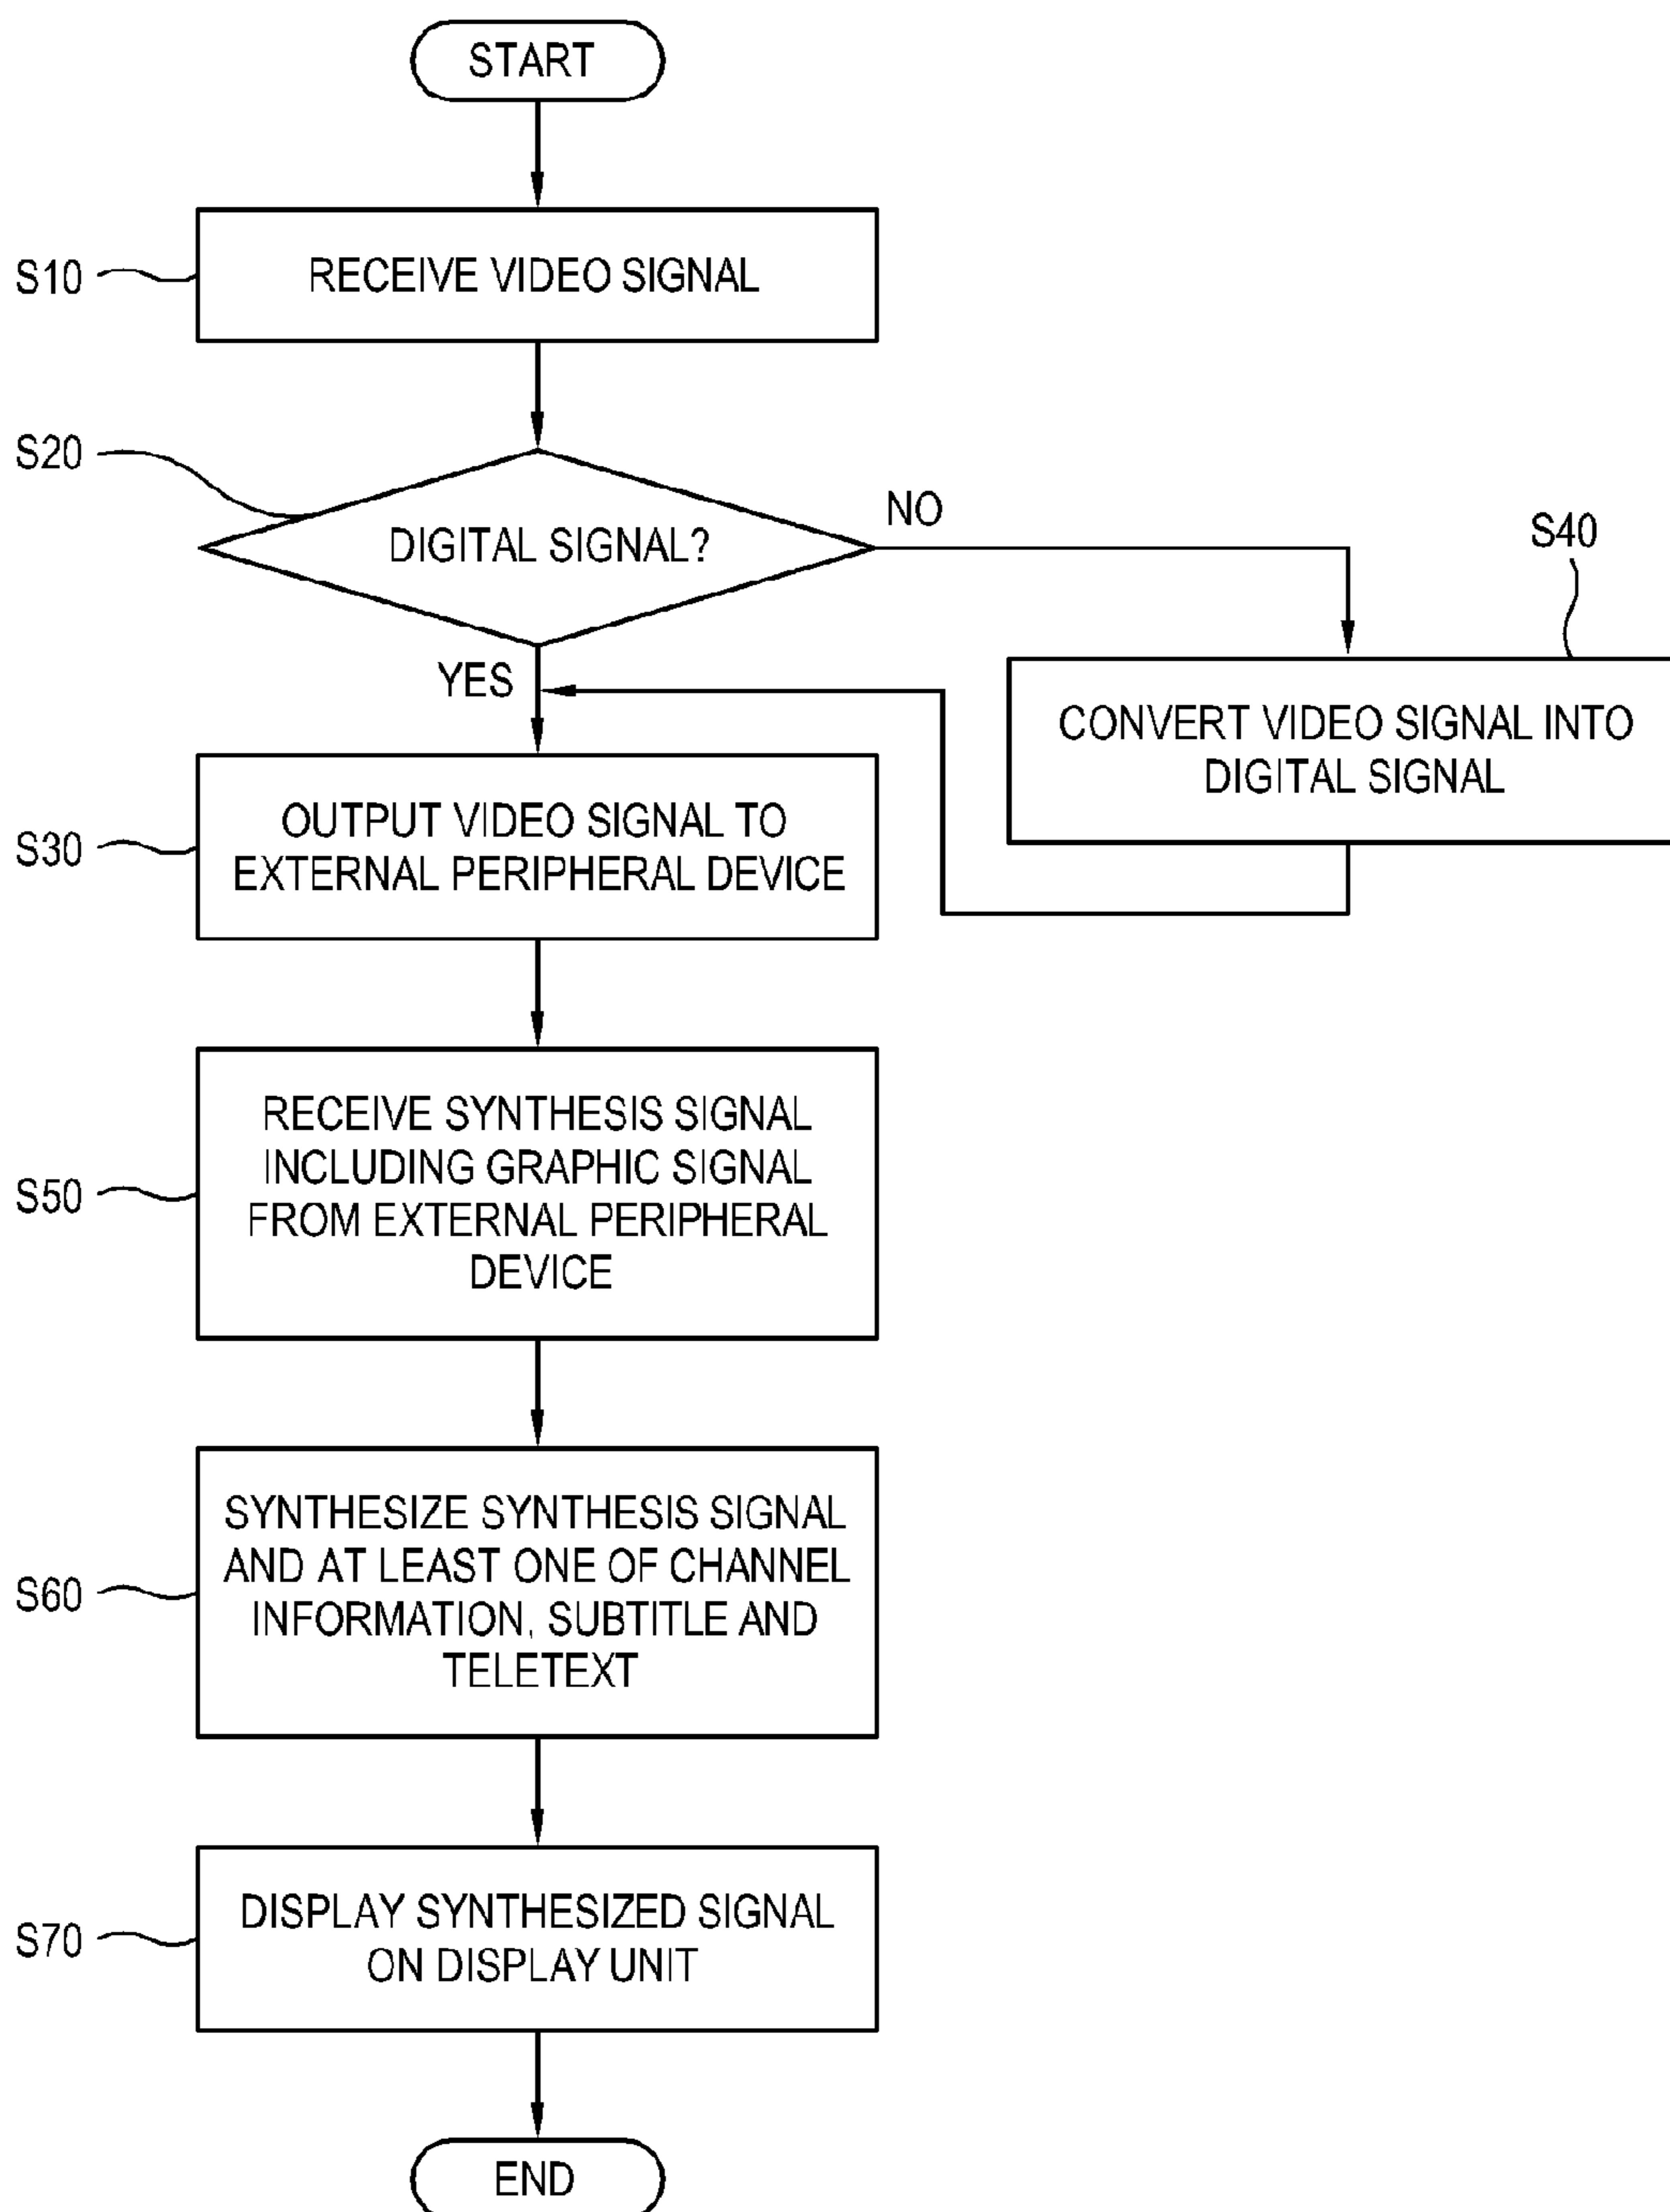 START
S10
RECEIVE VIDEO SIGNAL
S20
DIGITAL SIGNAL?
NO
S40
YES
CONVERT VIDEO SIGNAL INTO
DIGITAL SIGNAL
S30
OUTPUT VIDEO SIGNAL TO
EXTERNAL PERIPHERAL DEVICE
S50
RECEIVE SYNTHESIS SIGNAL
INCLUDING GRAPHIC SIGNAL
FROM EXTERNAL PERIPHERAL
DEVICE
S60
SYNTHESIZE SYNTHESIS SIGNAL
AND AT LEAST ONE OF CHANNEL
INFORMATION, SUBTITLE AND
TELETEXT
S70
DISPLAY SYNTHESIZED SIGNAL
ON DISPLAY UNIT
END